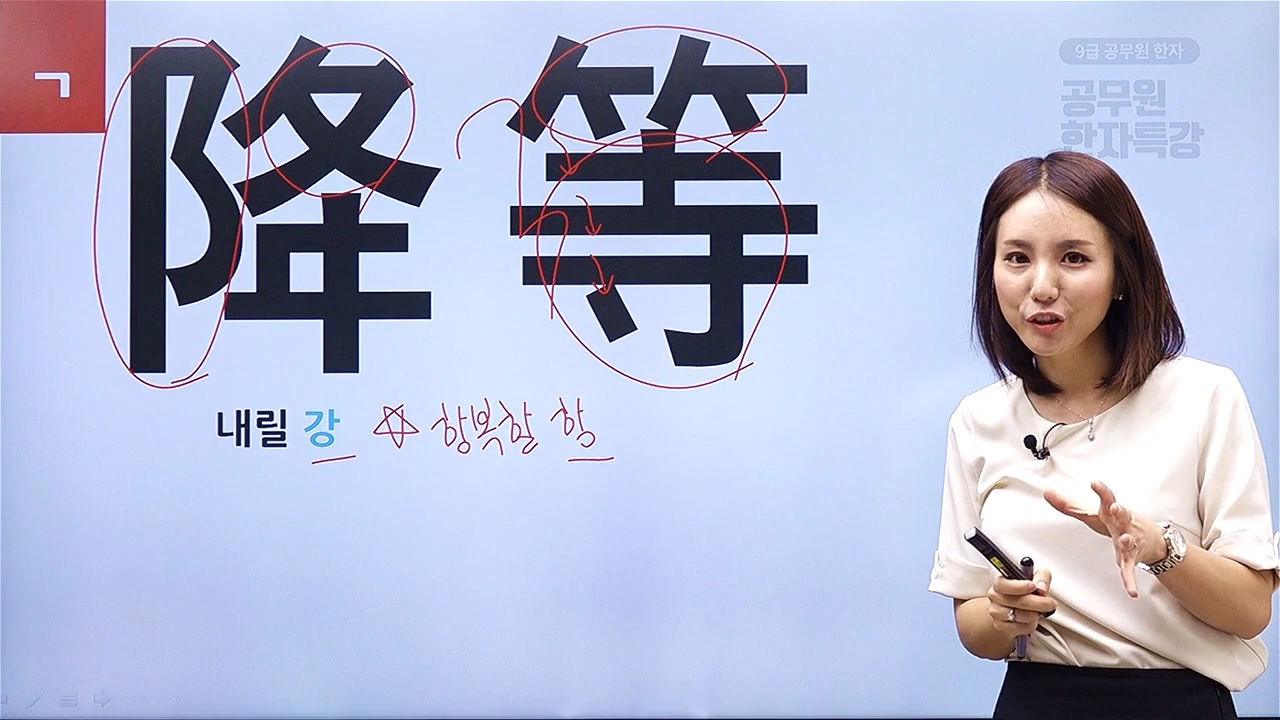 ㄱ
9급 공무원 한자
공무원
한자특강
降等
내릴 강 ☆ 항복할 항